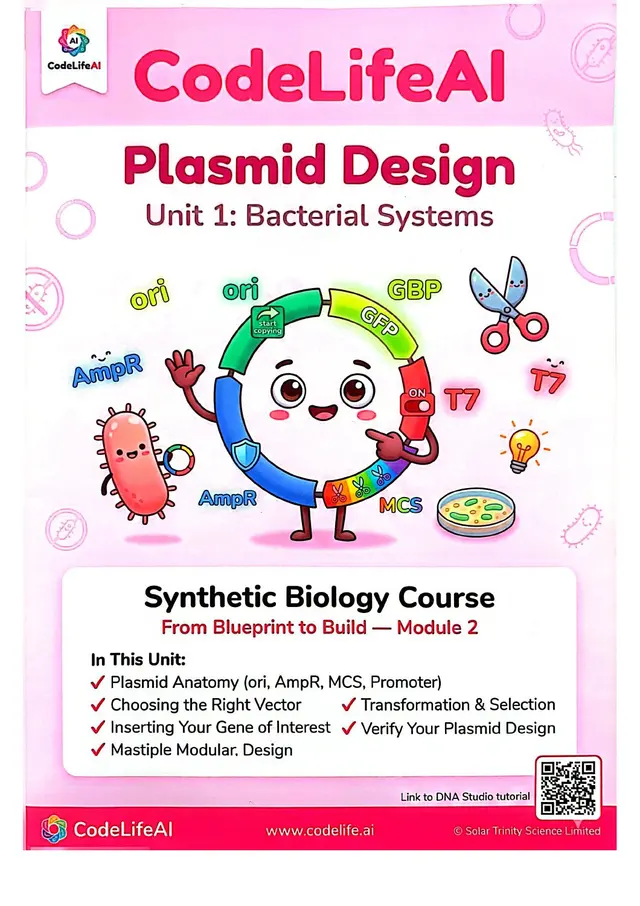 AI
CodeLifeAI
CodeLifeAI
Plasmid Design
Unit 1: Bacterial Systems
ori
ori
GBP
start
copying
GFP
AmpR
ON
T7
T7
AmpR
MCS
Synthetic Biology Course
From Blueprint to Build — Module 2
In This Unit:
✓ Plasmid Anatomy (ori, AmpR, MCS, Promoter)
✓ Choosing the Right Vector ✓ Transformation & Selection
✓ Inserting Your Gene of Interest ✓ Verify Your Plasmid Design
✓ Mastiple Modular. Design
Link to DNA Studio tutorial
CodeLifeAI www.codelife.ai © Solar Trinity Science Limited